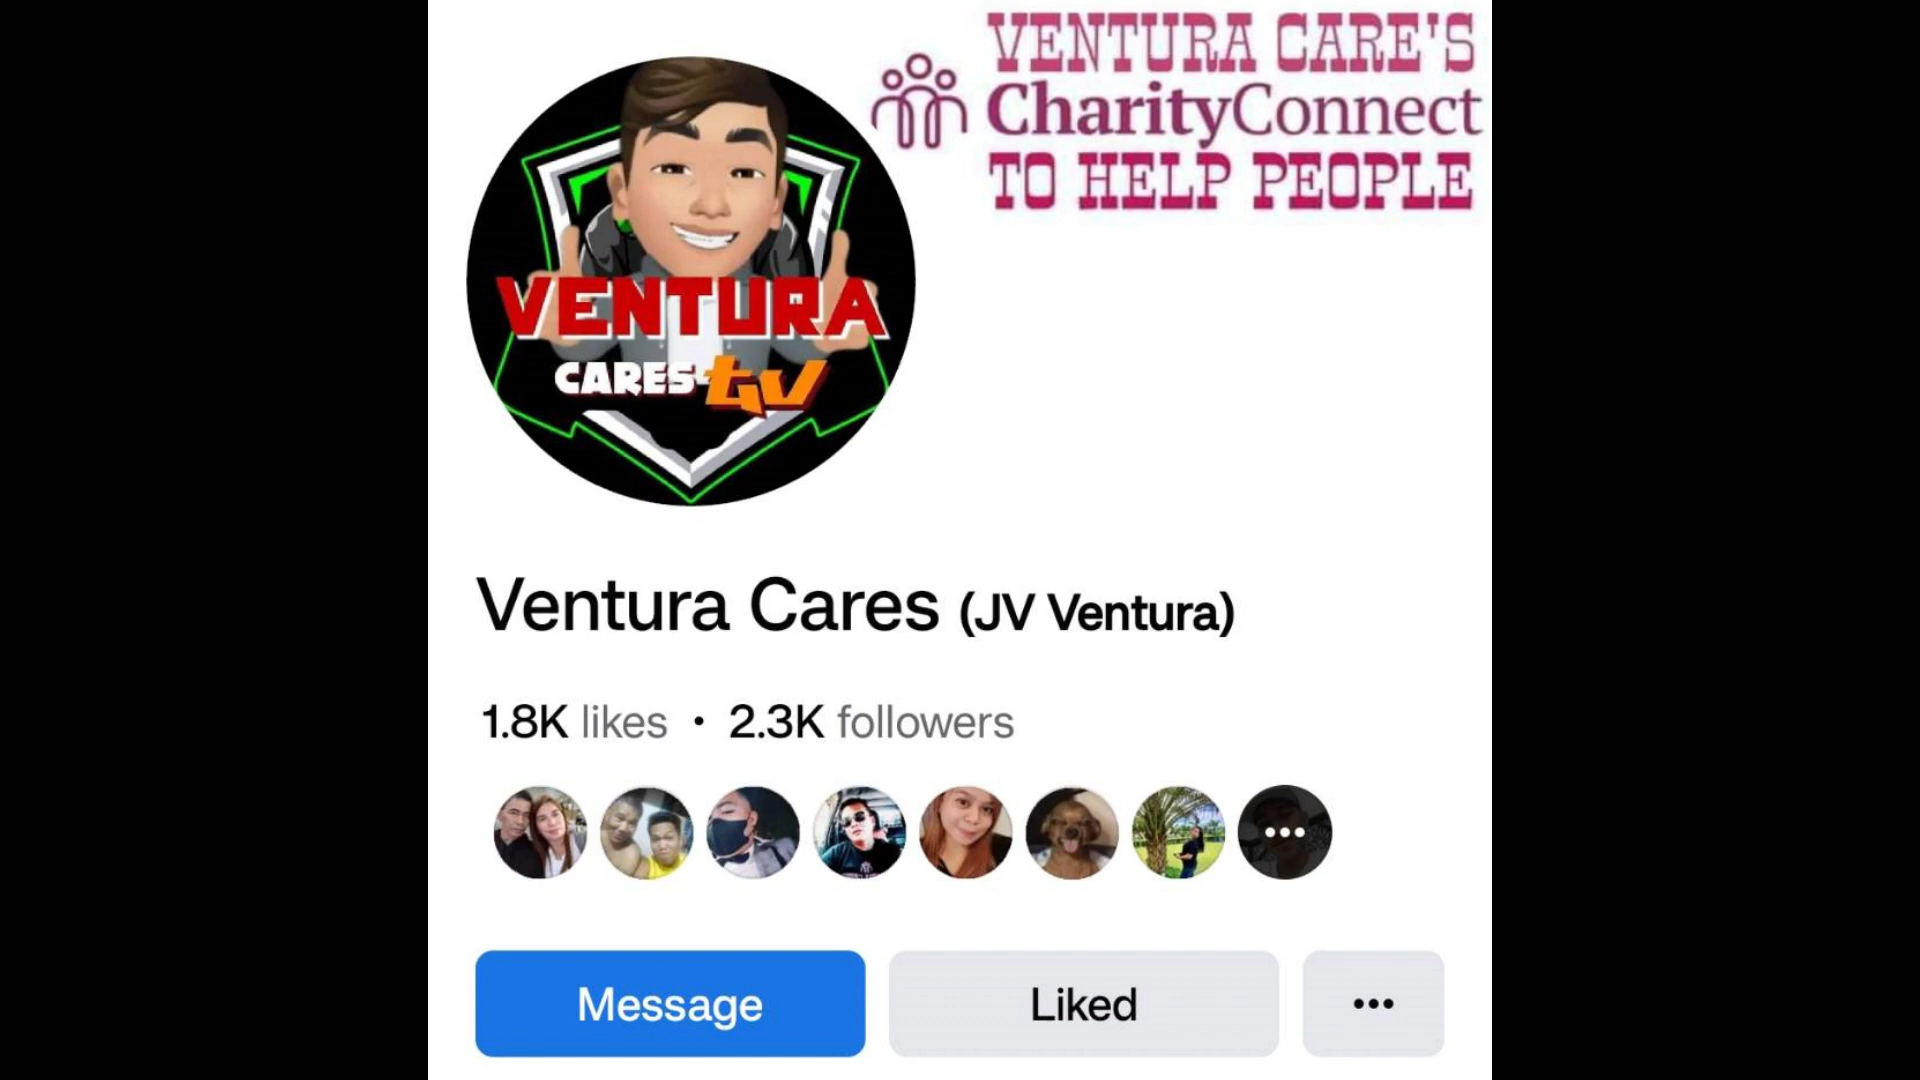 VENTURA CARE'S
CharityConnect
TO HELP PEOPLE
VENTURA
CARES tv
Ventura Cares (JV Ventura)
1.8K likes • 2.3K followers
Message
Liked